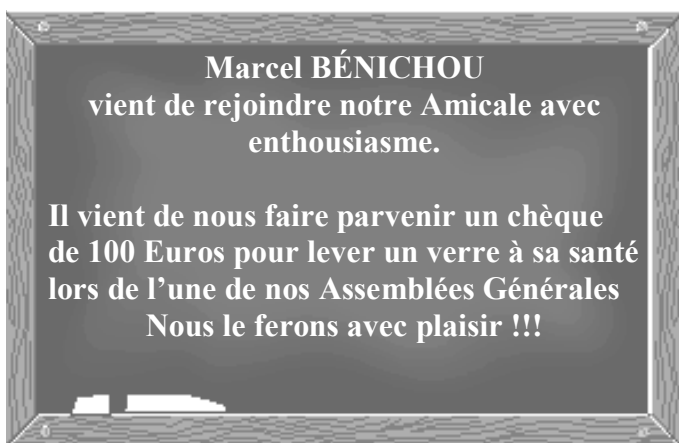 Marcel BÉNICHOU
vient de rejoindre notre Amicale avec
enthousiasme.
Il vient de nous faire parvenir un chèque
de 100 Euros pour lever un verre à sa santé
lors de l’une de nos Assemblées Générales
Nous le ferons avec plaisir !!!